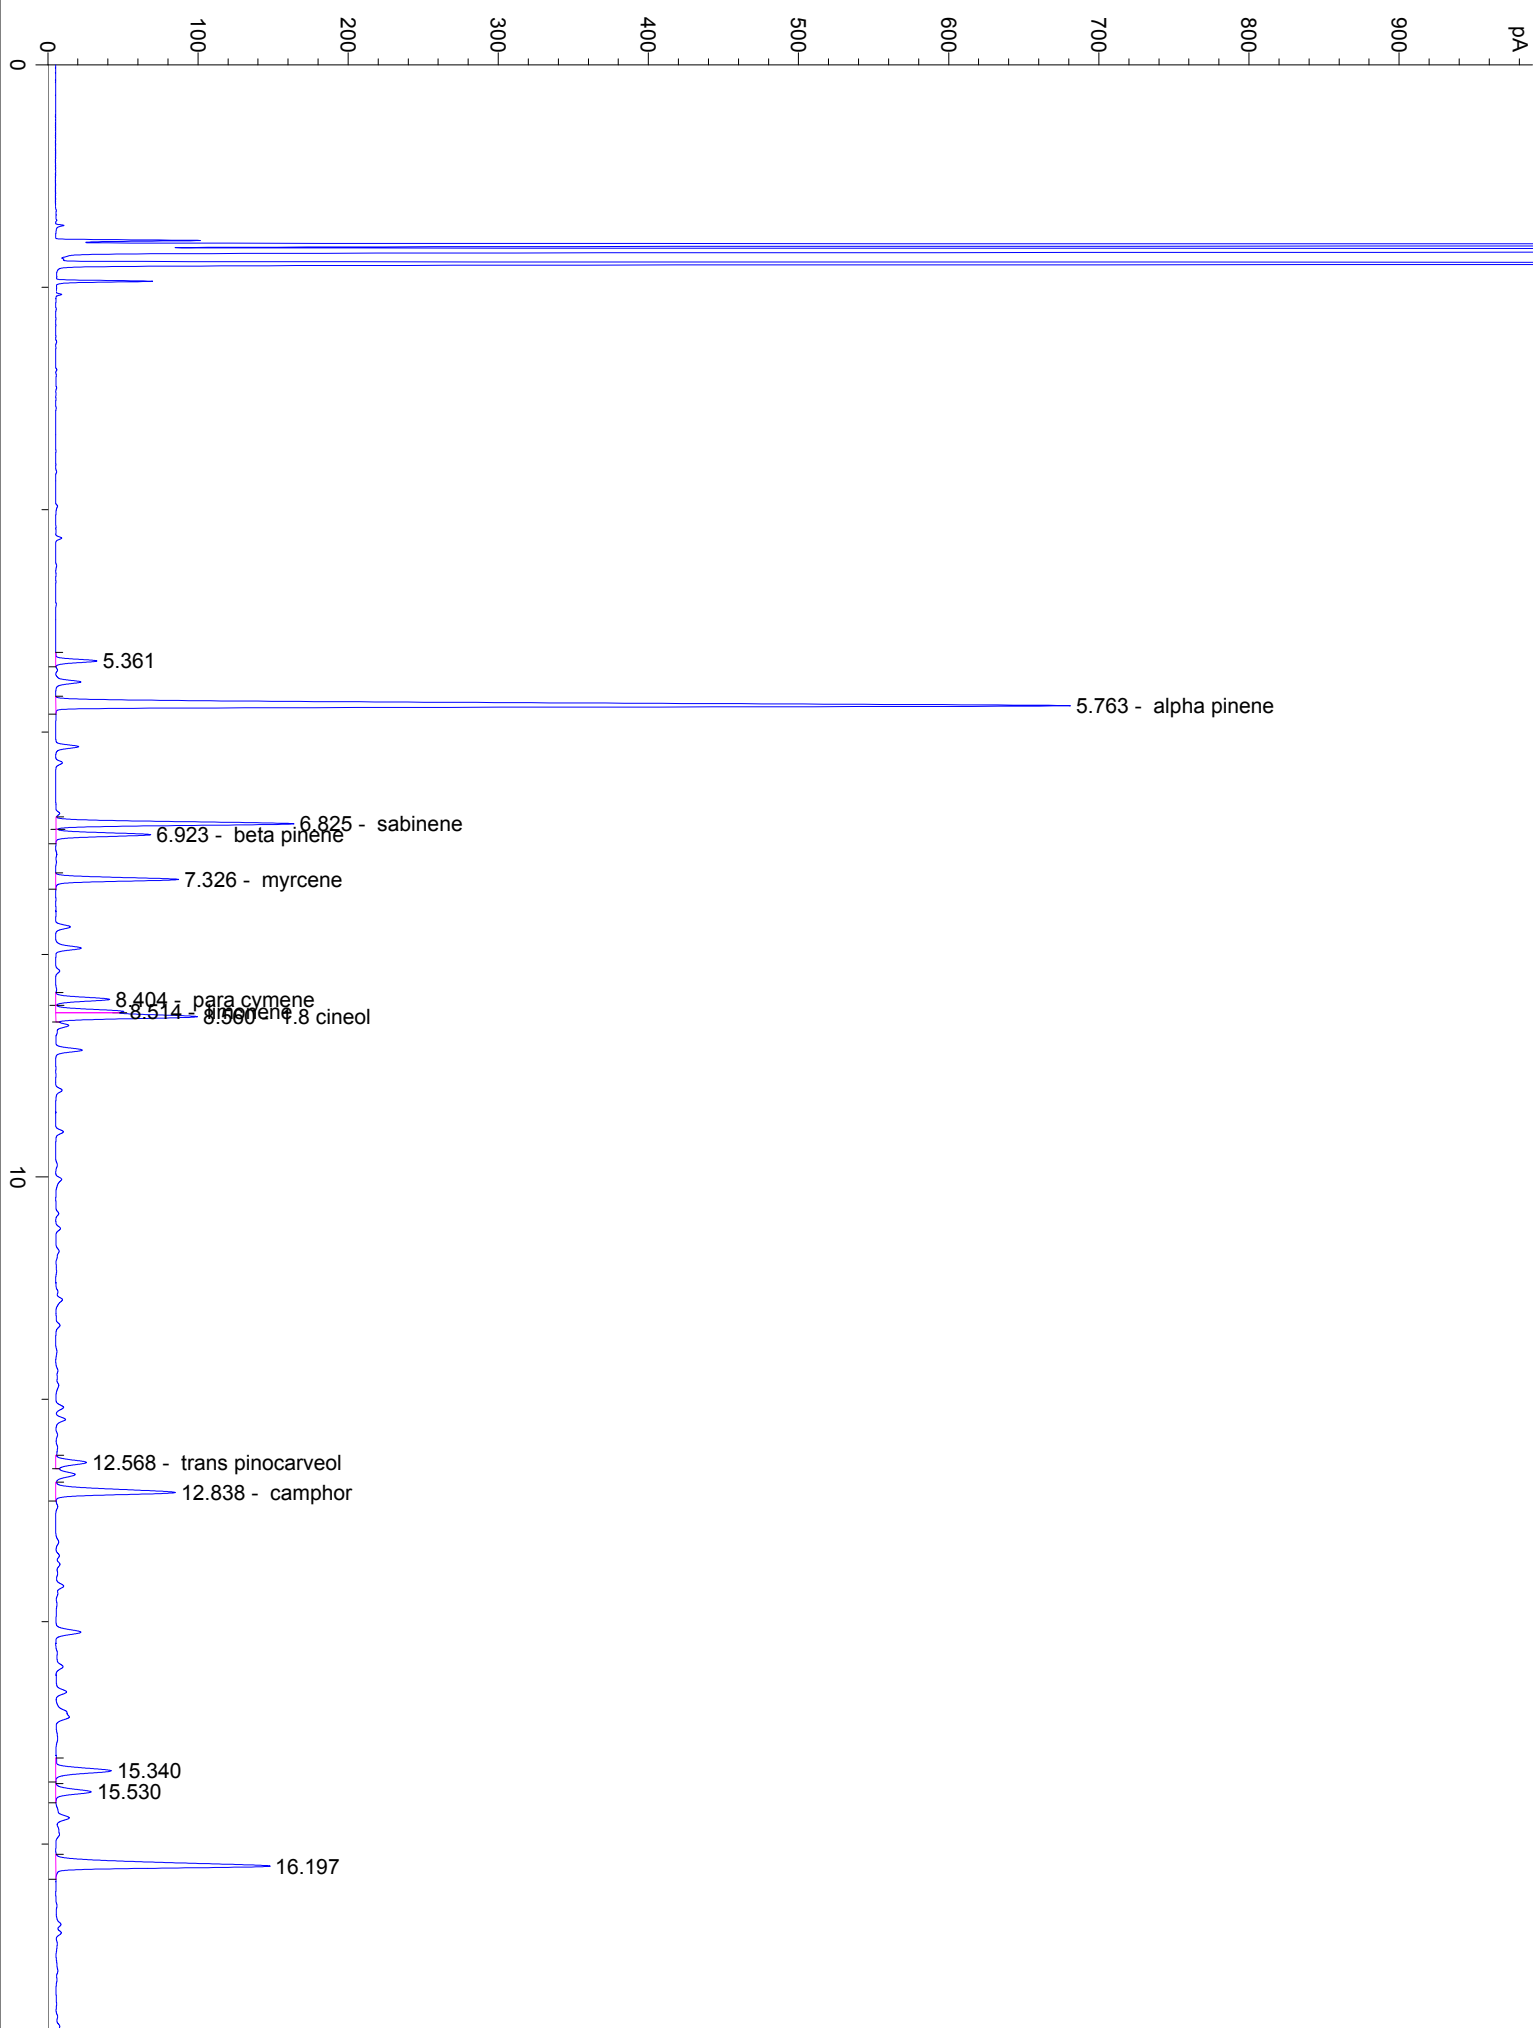 0
100
200
300
400
500
600
700
800
900
pA
0
5.361
5.763 -  alpha pinene
6.825 -  sabinene
6.923 -  beta pinene
7.326 -  myrcene
8.404 -  para cymene
8.514 -  limonene
8.560 -  1.8 cineol
10
12.568 -  trans pinocarveol
12.838 -  camphor
15.340
15.530
16.197